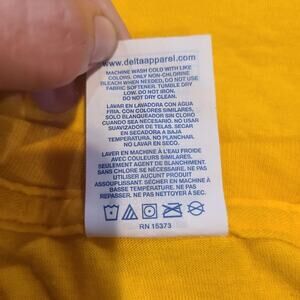 www.deltaapparel.com
MACHINE WASH COLD WITH LIKE
COLORS, ONLY NON-CHLORINE
BLEACH WHEN NEEDED, DO NOT USE
FABRIC SOFTENER. TUMBLE DRY
LOW. DO NOT IRON.
DO NOT DRY CLEAN.
LAVAR EN LAVADORA CON AGUA
FRIA. CON COLORES SIMILARES,
SOLO BLANQUEADOR SIN CLORO
CUANDO SEA NECESARIO. NO USAR
SUAVIZADOR DE TELAS. SECAR
EN SECADORA A BAJA
TEMPERATURA. NO PLANCHAR.
NO LAVAR EN SECO.
LAVER EN MACHINE À L'EAU FROIDE
AVEC COULEURS SIMILAIRES,
SEULEMENT AGENT DE BLANCHIMENT
SANS CHLORE SE NÉCESSAIRE. NE PAS
UTILISER AUCUN PRODUIT
ASSOUPLISSANT. SÉCHER EN MACHINE À
BASSE TEMPÉRATURE. NE PAS
REPASSER. NE PAS NETTOYER A'SEC.
RN 15373